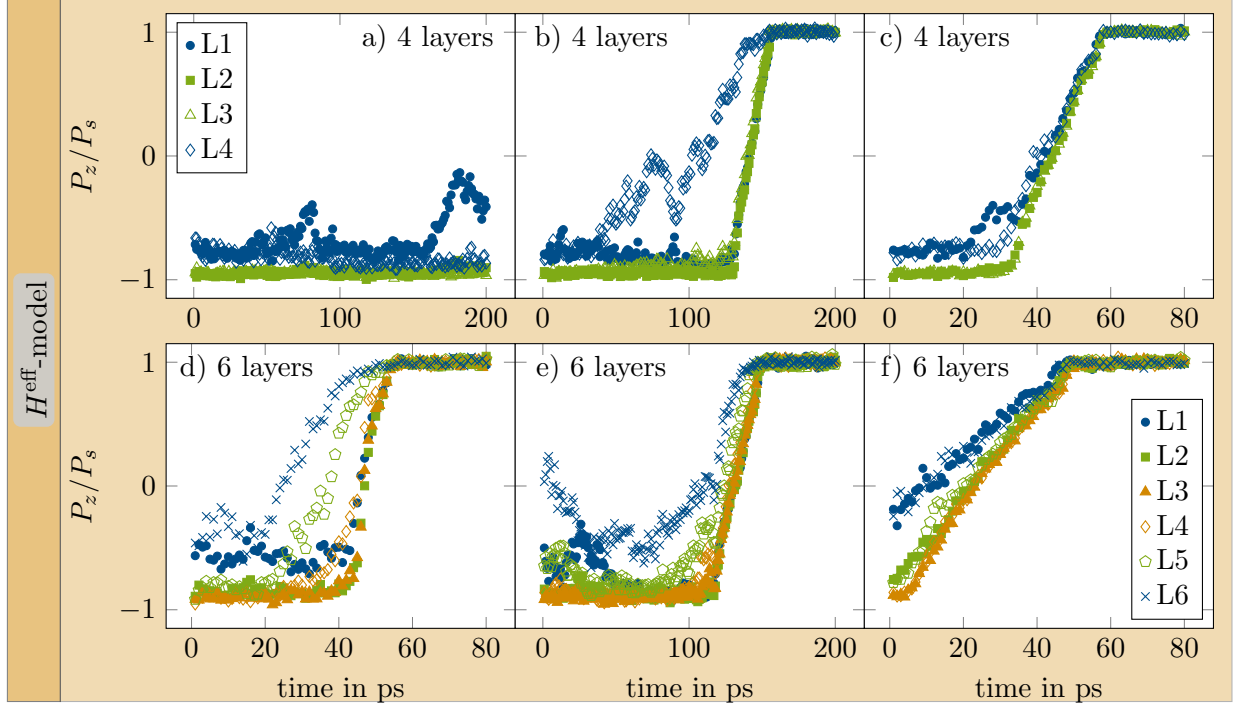 H^eff-model
P_z/P_s
1
0
−1
L1
L2
L3
L4
a) 4 layers
b) 4 layers
c) 4 layers
0 100 200
0 100 200
0 20 40 60 80
P_z/P_s
1
0
−1
d) 6 layers
e) 6 layers
f) 6 layers
L1
L2
L3
L4
L5
L6
0 20 40 60 80
0 100 200
0 20 40 60 80
time in ps
time in ps
time in ps